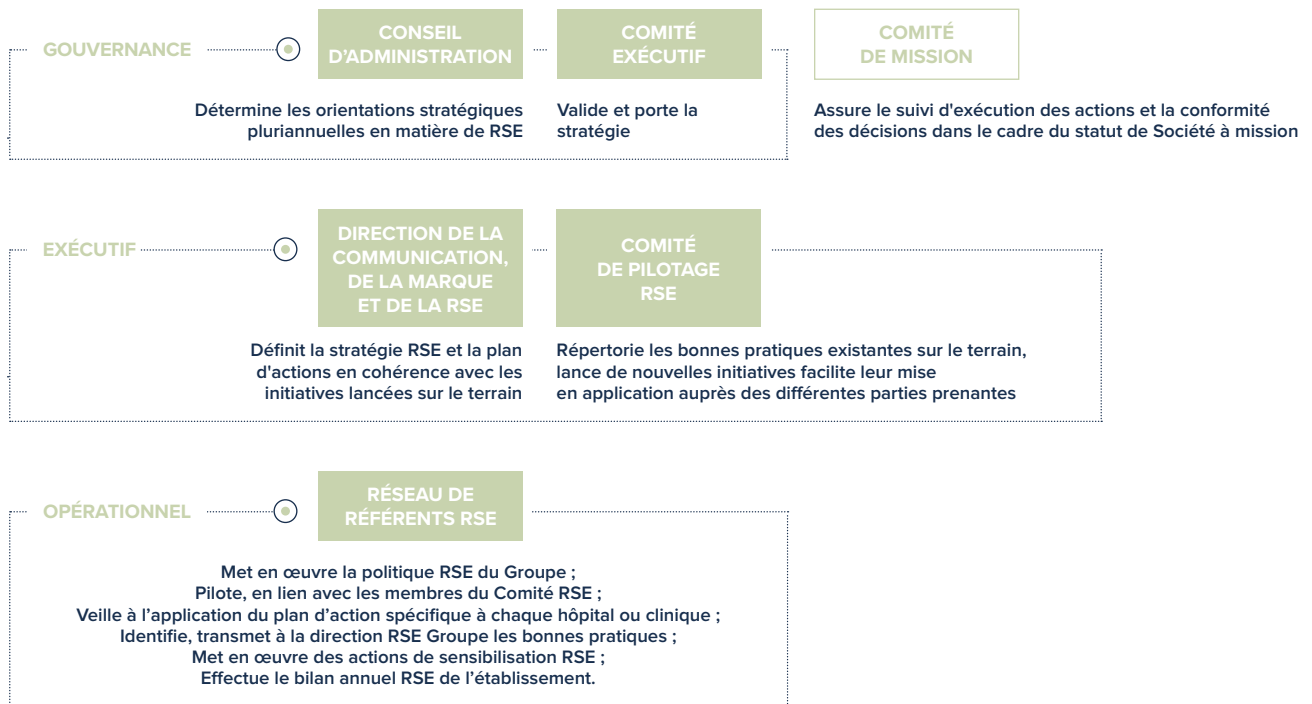 GOUVERNANCE
CONSEIL
D’ADMINISTRATION
Détermine les orientations stratégiques
pluriannuelles en matière de RSE
COMITÉ
EXÉCUTIF
Valide et porte la
stratégie
COMITÉ
DE MISSION
Assure le suivi d'exécution des actions et la conformité
des décisions dans le cadre du statut de Société à mission
EXÉCUTIF
DIRECTION DE LA
COMMUNICATION,
DE LA MARQUE
ET DE LA RSE
Définit la stratégie RSE et la plan
d'actions en cohérence avec les
initiatives lancées sur le terrain
COMITÉ
DE PILOTAGE
RSE
Répertorie les bonnes pratiques existantes sur le terrain,
lance de nouvelles initiatives facilite leur mise
en application auprès des différentes parties prenantes
OPÉRATIONNEL
RÉSEAU DE
RÉFÉRENTS RSE
Met en œuvre la politique RSE du Groupe ;
Pilote, en lien avec les membres du Comité RSE ;
Veille à l’application du plan d’action spécifique à chaque hôpital ou clinique ;
Identifie, transmet à la direction RSE Groupe les bonnes pratiques ;
Met en œuvre des actions de sensibilisation RSE ;
Effectue le bilan annuel RSE de l’établissement.